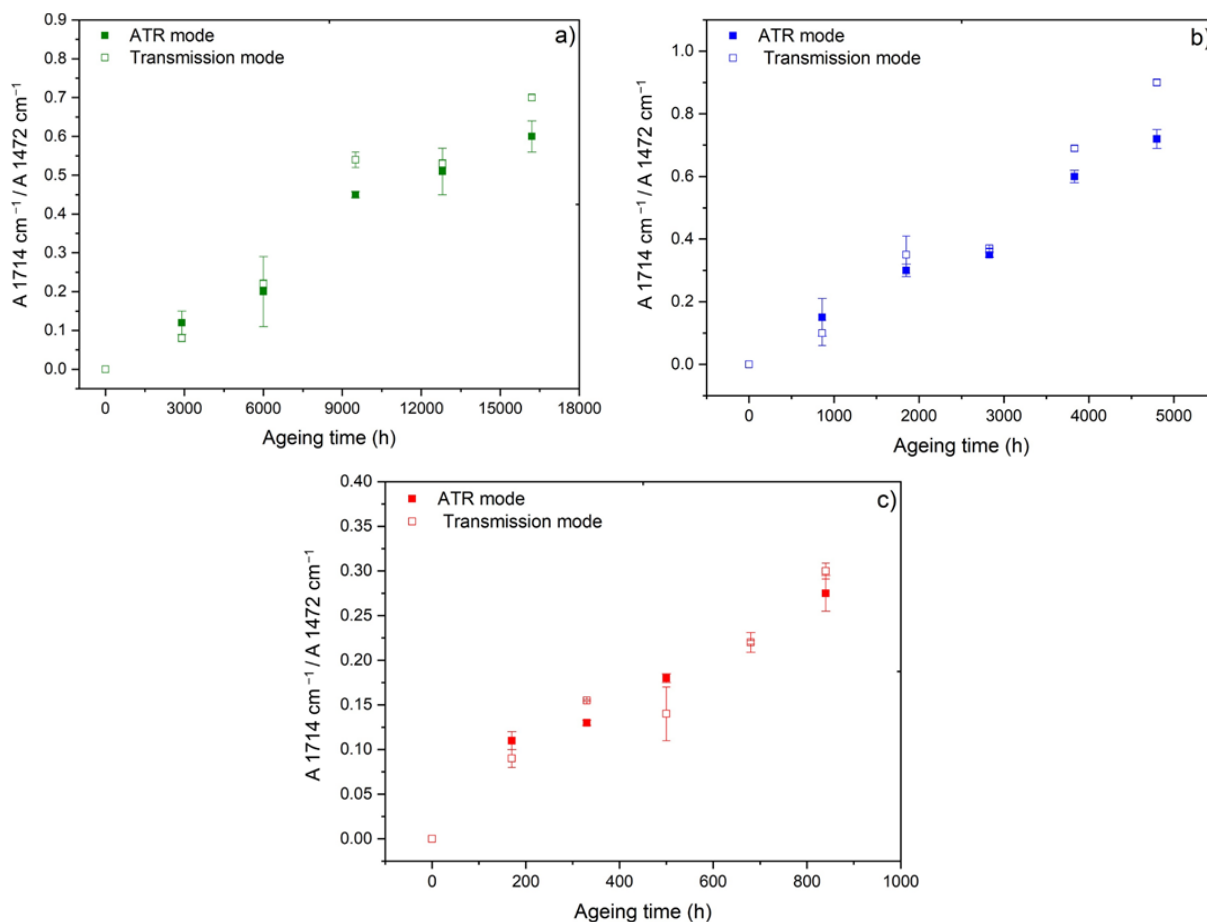 a)
ATR mode
Transmission mode
0.9
0.8
0.7
0.6
0.5
0.4
0.3
0.2
0.1
0.0
A 1714 cm⁻¹ / A 1472 cm⁻¹
0 3000 6000 9000 12000 15000 18000
Ageing time (h)
b)
ATR mode
Transmission mode
1.0
0.8
0.6
0.4
0.2
0.0
A 1714 cm⁻¹ / A 1472 cm⁻¹
0 1000 2000 3000 4000 5000
Ageing time (h)
c)
ATR mode
Transmission mode
0.40
0.35
0.30
0.25
0.20
0.15
0.10
0.05
0.00
A 1714 cm⁻¹ / A 1472 cm⁻¹
0 200 400 600 800 1000
Ageing time (h)